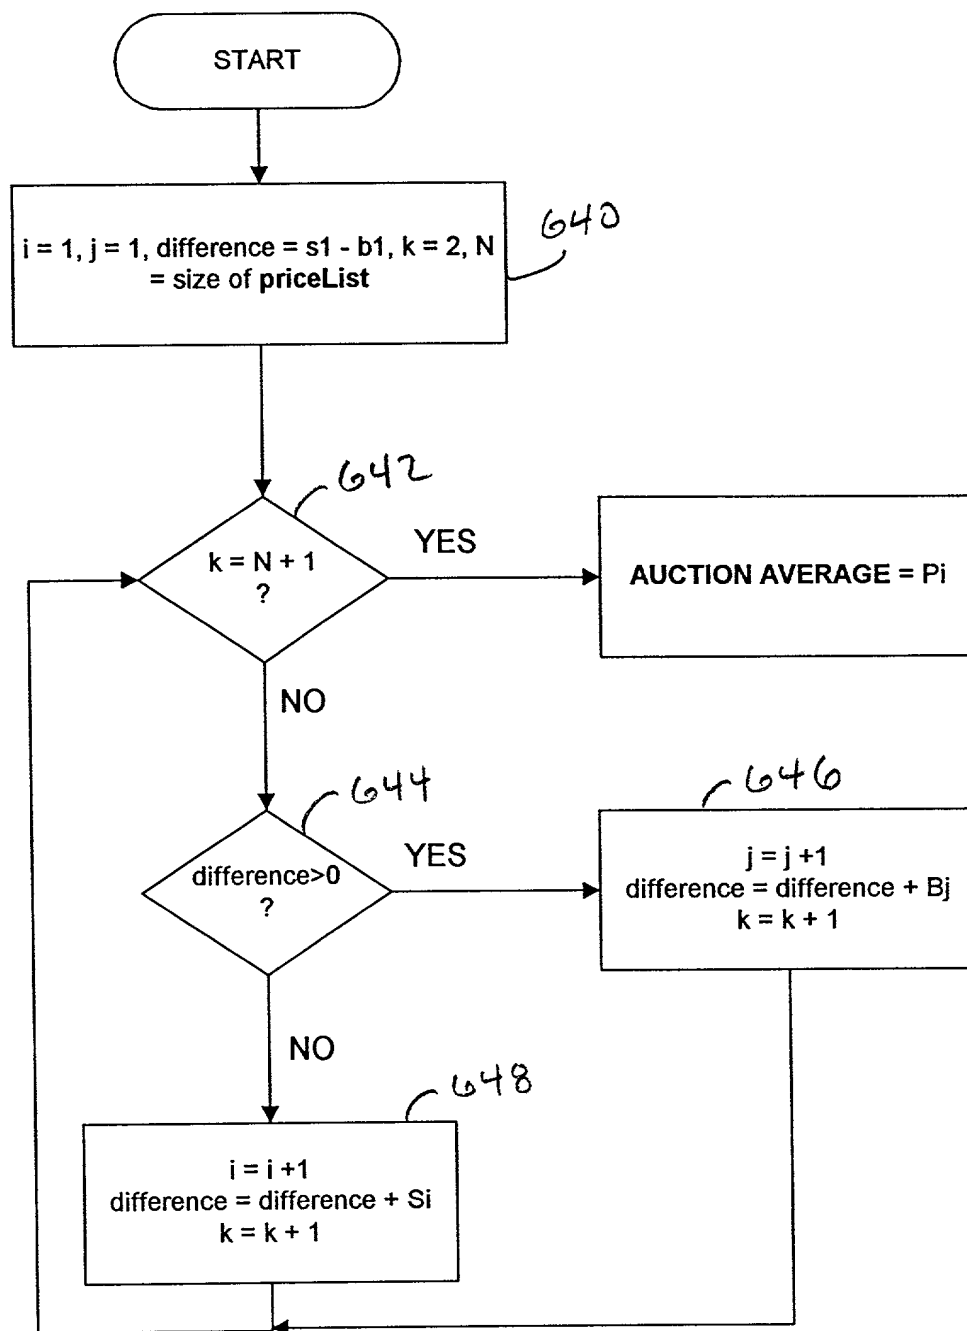 START
i = 1, j = 1, difference = s1 - b1, k = 2, N
= size of priceList
640
642
k = N + 1
?
YES
AUCTION AVERAGE = Pi
NO
644
difference>0
?
YES
646
j = j +1
difference = difference + Bj
k = k + 1
NO
648
i = i +1
difference = difference + Si
k = k + 1